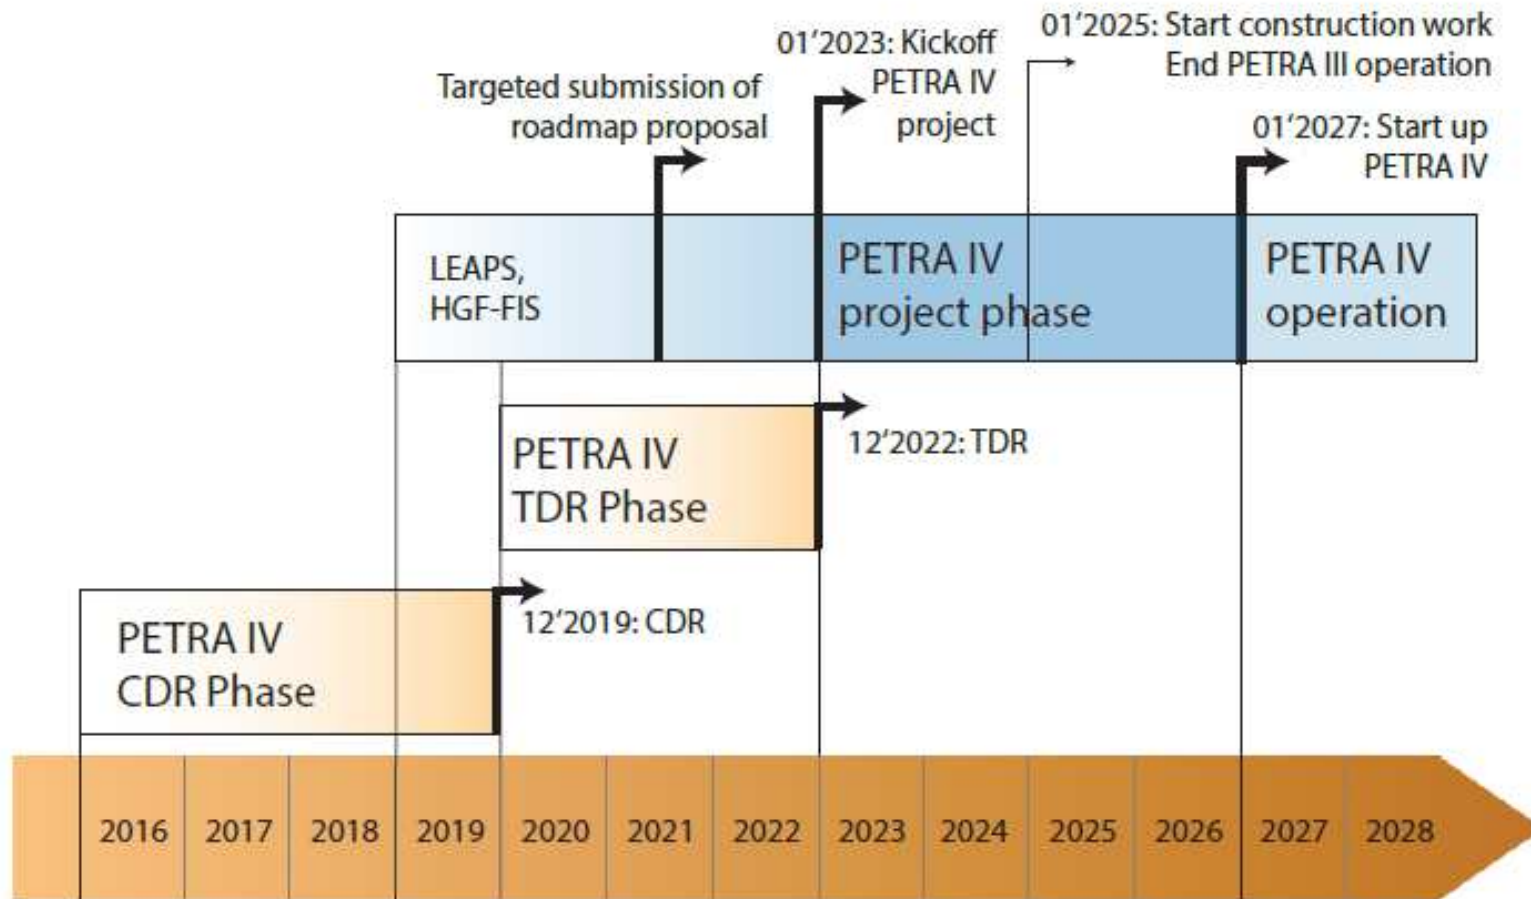 01'2023: Kickoff
PETRA IV
project
01'2025: Start construction work
End PETRA III operation
Targeted submission of
roadmap proposal
01'2027: Start up
PETRA IV
LEAPS,
HGF-FIS
PETRA IV
project phase
PETRA IV
operation
PETRA IV
TDR Phase
12'2022: TDR
PETRA IV
CDR Phase
12'2019: CDR
2016 2017 2018 2019 2020 2021 2022 2023 2024 2025 2026 2027 2028